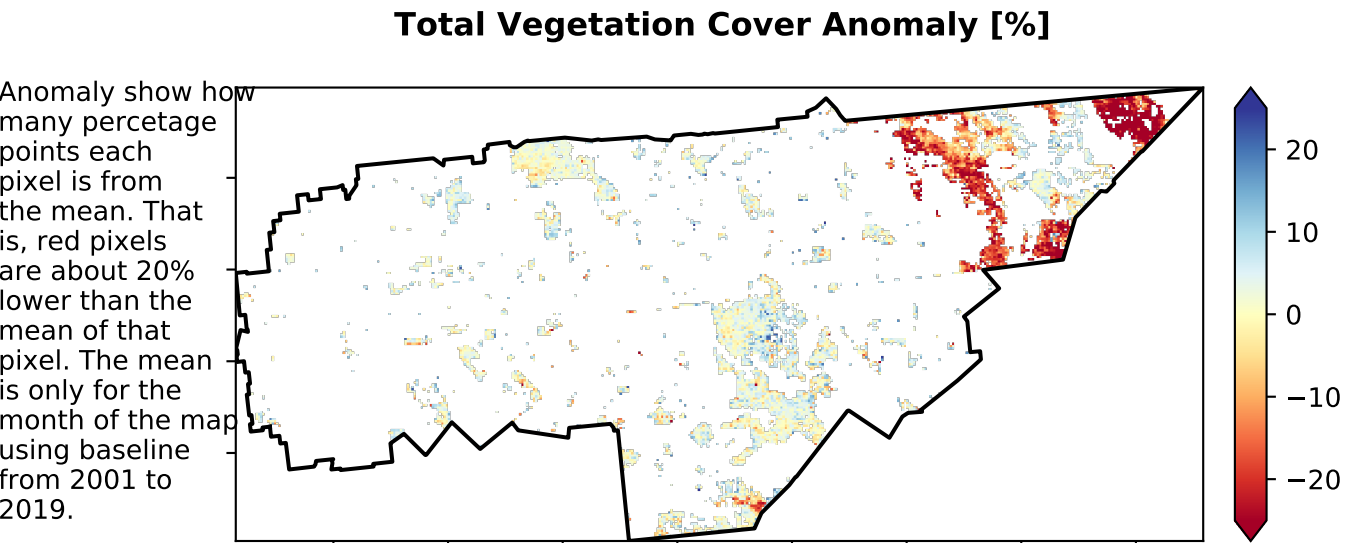 Total Vegetation Cover Anomaly [%]
Anomaly show how
many percetage
points each
pixel is from
the mean. That
is, red pixels
are about 20%
lower than the
mean of that
pixel. The mean
is only for the
month of the map
using baseline
from 2001 to
2019.
20
10
0
−10
−20